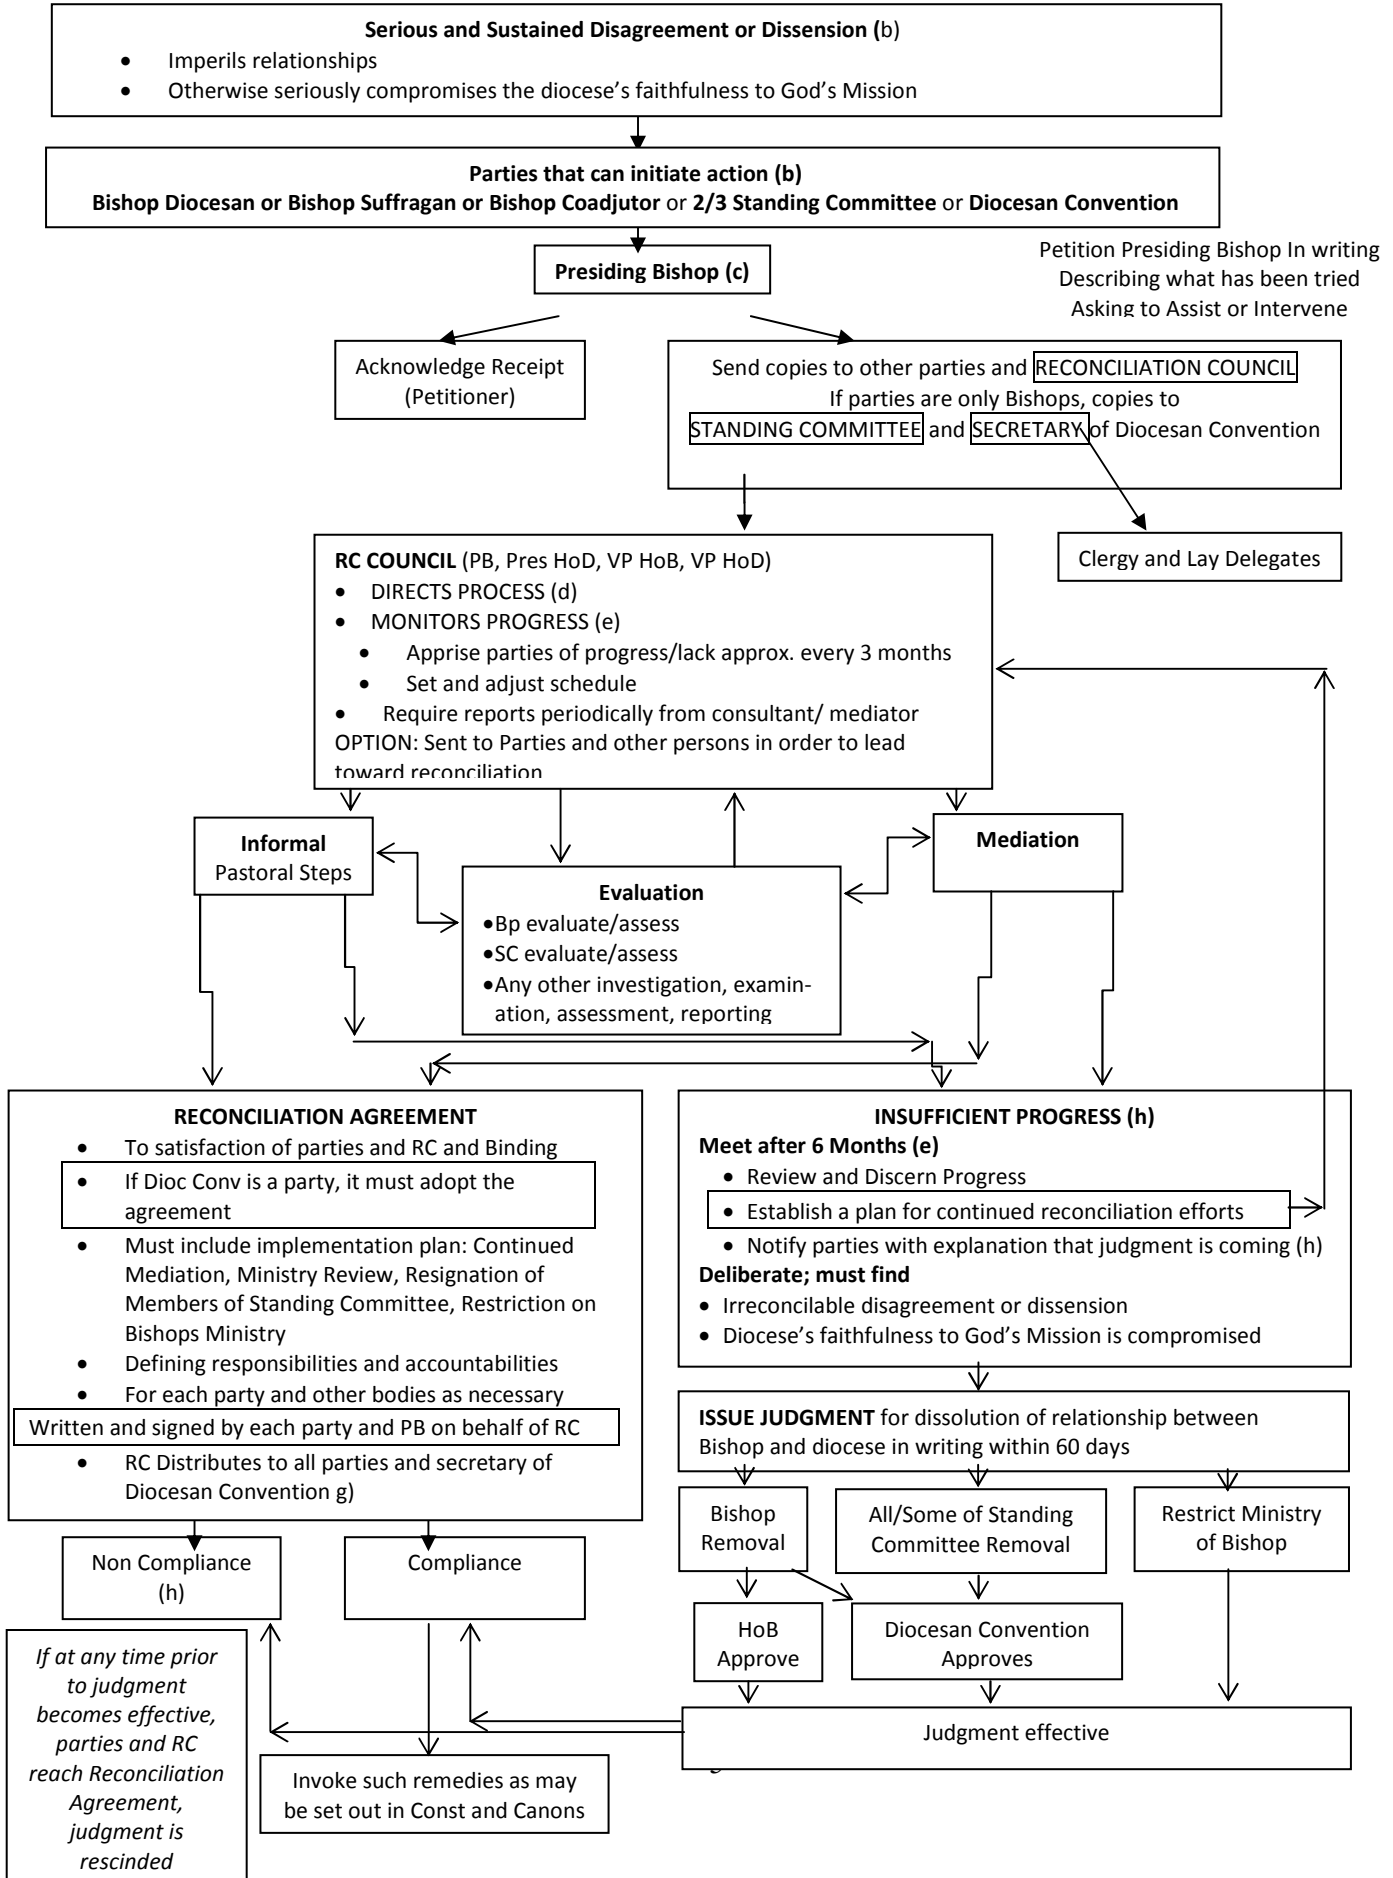 Serious and Sustained Disagreement or Dissension (b)
• Imperils relationships
• Otherwise seriously compromises the diocese’s faithfulness to God’s Mission
Parties that can initiate action (b)
Bishop Diocesan or Bishop Suffragan or Bishop Coadjutor or 2/3 Standing Committee or Diocesan Convention
Presiding Bishop (c)
Petition Presiding Bishop In writing
Describing what has been tried
Asking to Assist or Intervene
Acknowledge Receipt
(Petitioner)
Send copies to other parties and RECONCILIATION COUNCIL
If parties are only Bishops, copies to
STANDING COMMITTEE and SECRETARY of Diocesan Convention
Clergy and Lay Delegates
RC COUNCIL (PB, Pres HoD, VP HoB, VP HoD)
• DIRECTS PROCESS (d)
• MONITORS PROGRESS (e)
• Apprise parties of progress/lack approx. every 3 months
• Set and adjust schedule
• Require reports periodically from consultant/ mediator
OPTION: Sent to Parties and other persons in order to lead
toward reconciliation
Informal
Pastoral Steps
Mediation
Evaluation
•Bp evaluate/assess
•SC evaluate/assess
•Any other investigation, examin-
ation, assessment, reporting
RECONCILIATION AGREEMENT
• To satisfaction of parties and RC and Binding
• If Dioc Conv is a party, it must adopt the
agreement
• Must include implementation plan: Continued
Mediation, Ministry Review, Resignation of
Members of Standing Committee, Restriction on
Bishops Ministry
• Defining responsibilities and accountabilities
• For each party and other bodies as necessary
Written and signed by each party and PB on behalf of RC
• RC Distributes to all parties and secretary of
Diocesan Convention g)
INSUFFICIENT PROGRESS (h)
Meet after 6 Months (e)
• Review and Discern Progress
• Establish a plan for continued reconciliation efforts
• Notify parties with explanation that judgment is coming (h)
Deliberate; must find
• Irreconcilable disagreement or dissension
• Diocese’s faithfulness to God’s Mission is compromised
ISSUE JUDGMENT for dissolution of relationship between
Bishop and diocese in writing within 60 days
Bishop
Removal
All/Some of Standing
Committee Removal
Restrict Ministry
of Bishop
Non Compliance
(h)
Compliance
HoB
Approve
Diocesan Convention
Approves
Judgment effective
If at any time prior
to judgment
becomes effective,
parties and RC
reach Reconciliation
Agreement,
judgment is
rescinded
Invoke such remedies as may
be set out in Const and Canons